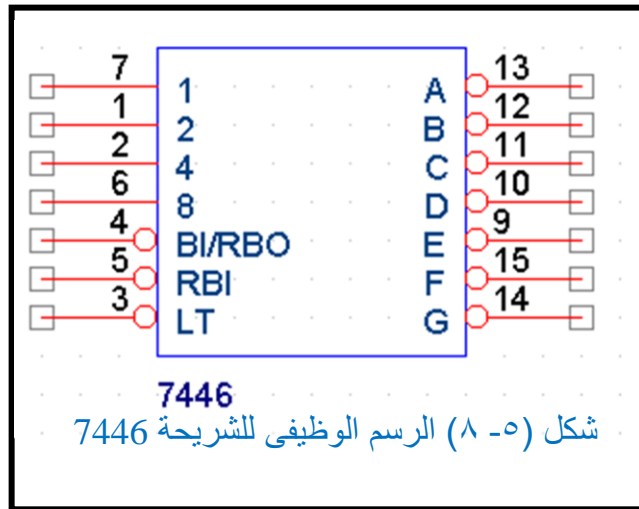 7 1 A 13
1 2 B 12
2 4 C 11
6 8 D 10
4 BI/RBO E 9
5 RBI F 15
3 LT G 14
7446
شكل (٥- ٨) الرسم الوظيفى للشريحة 7446